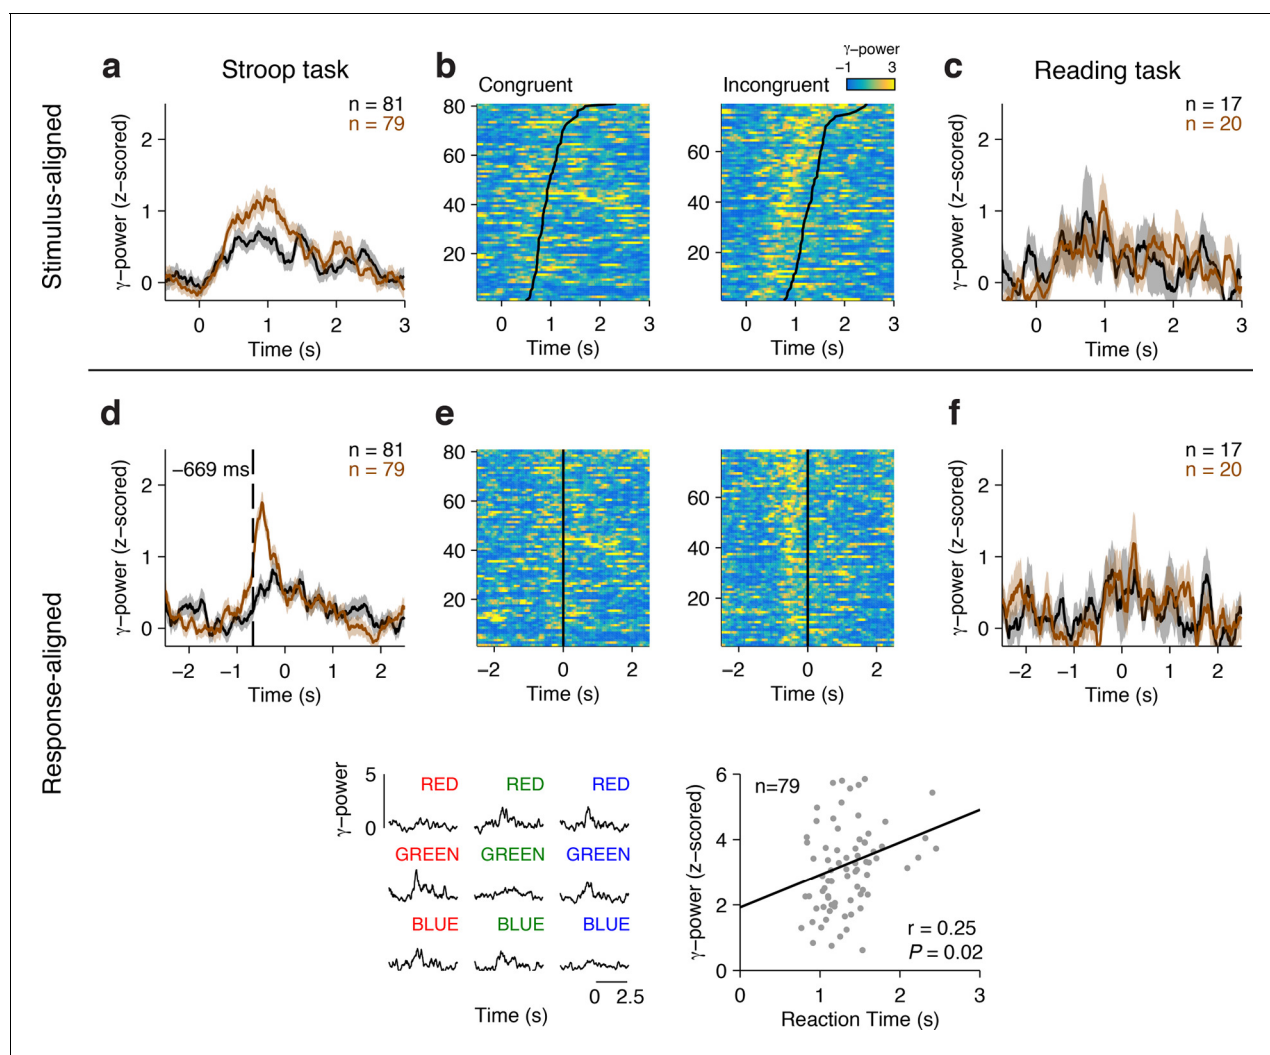 a Stroop task
b Congruent
Incongruent
γ−power
−1 3
c Reading task
Stimulus-aligned
γ−power (z−scored)
n = 81
n = 79
2
1
0
0 1 2 3
Time (s)
80
60
40
20
0 1 2 3
Time (s)
60
40
20
0 1 2 3
Time (s)
γ−power (z−scored)
n = 17
n = 20
2
1
0
0 1 2 3
Time (s)
Response-aligned
d
γ−power (z−scored)
n = 81
n = 79
−669 ms
2
1
0
−2 −1 0 1 2
Time (s)
e
80
60
40
20
−2 0 2
Time (s)
60
40
20
−2 0 2
Time (s)
f
γ−power (z−scored)
n = 17
n = 20
2
1
0
−2 −1 0 1 2
Time (s)
γ−power
5
0
RED RED RED
GREEN GREEN GREEN
BLUE BLUE BLUE
0 2.5
Time (s)
γ−power (z−scored)
6
4
2
0
n=79
r = 0.25
P = 0.02
0 1 2 3
Reaction Time (s)